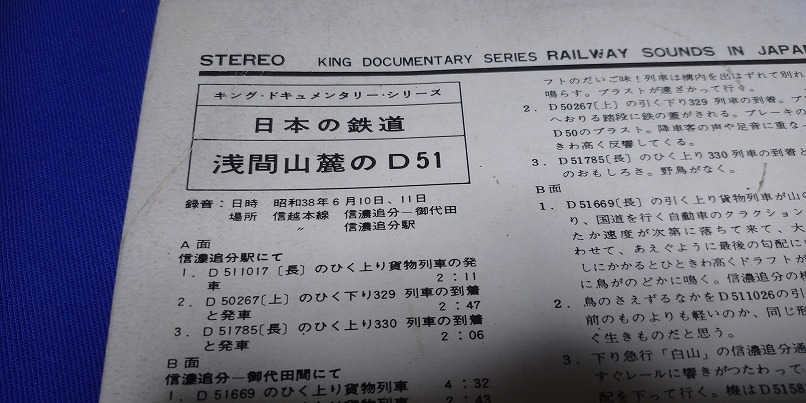 STEREO KING DOCUMENTARY SERIES RAILWAY SOUNDS IN JAPA
キング・ドキュメンタリー・シリーズ
日本の鉄道
浅間山麓のD51
録音:日時 昭和38年6月10日、11日
場所 信越本線 信濃追分―御代田
〃 信濃追分駅
A面
信濃追分駅にて
1. D511017〔長〕のひく上り貨物列車の発
車 2:11
2. D50267〔上〕のひく下り329 列車の到着
と発車 2:47
3. D51785〔長〕のひく上り330 列車の到着
と発車 2:06
B面
信濃追分―御代田間にて
1. D51669 のひく上り貨物列車 4:32
2:43
フトのだいご味!列車は構内を出はずれて別れ
鳴らす。ブラストが遠ざかって行く。
2. D50267〔上〕の引く下り329 列車の到着。ブ
へおりる踏段に鉄の蓋がされる。ブレーキの
D50のブラスト。降車客の声や足音に重な
きわ高く反響してくる。
3. D51785〔長〕のひく上り330列車の到着と
のおもしろさ。野鳥がなく。
B面
1. D51669〔長〕の引く上り貨物列車が山の
り、国道を行く自動車のクラクション
たか速度が次第に落ちて来て、大
わせて、あえぐように最後の勾配に
しにかかるとひときわ高くドラフトが
に鳥がのどかに鳴く。信濃追分の
2. 鳥のさえずるなかをD511026の引
前のものよりも軽いのか、同じ形
ぐ生きものだと思う。
3. 下り急行「白山」の信濃追分通
すぐレールに響きがつたわって
配を下って行く。機はD5158